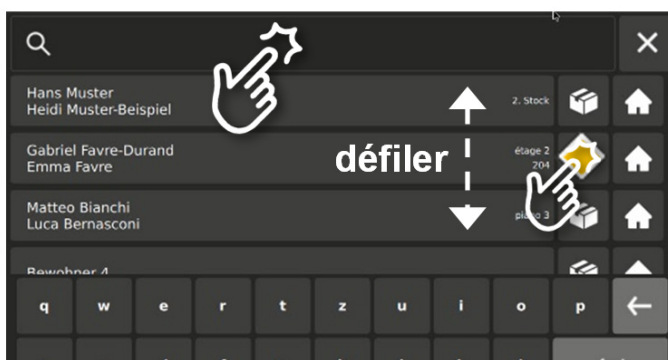 Hans Muster
Heidi Muster-Beispiel
2. Stock
Gabriel Favre-Durand
Emma Favre
étage 2
204
défiler
Matteo Bianchi
Luca Bernasconi
piano 3
Bewohner 4
q w e r t z u i o p